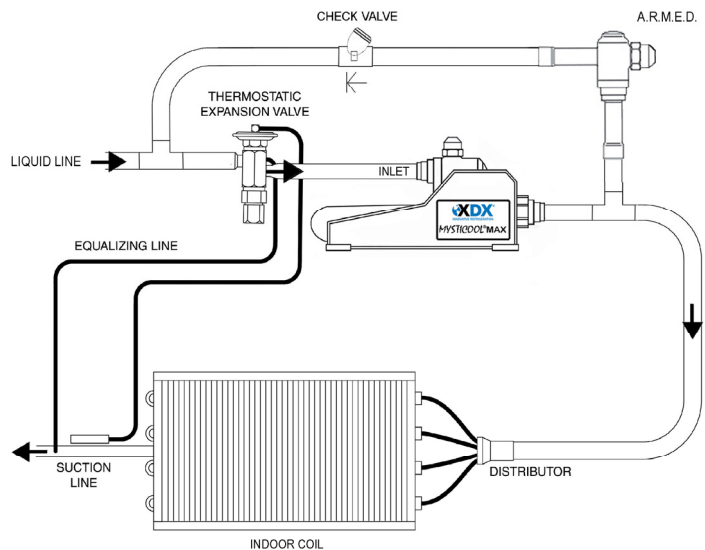 CHECK VALVE
A.R.M.E.D.
THERMOSTATIC
EXPANSION VALVE
LIQUID LINE
INLET
XDX
MYSTICOOL MAX
EQUALIZING LINE
SUCTION
LINE
DISTRIBUTOR
INDOOR COIL